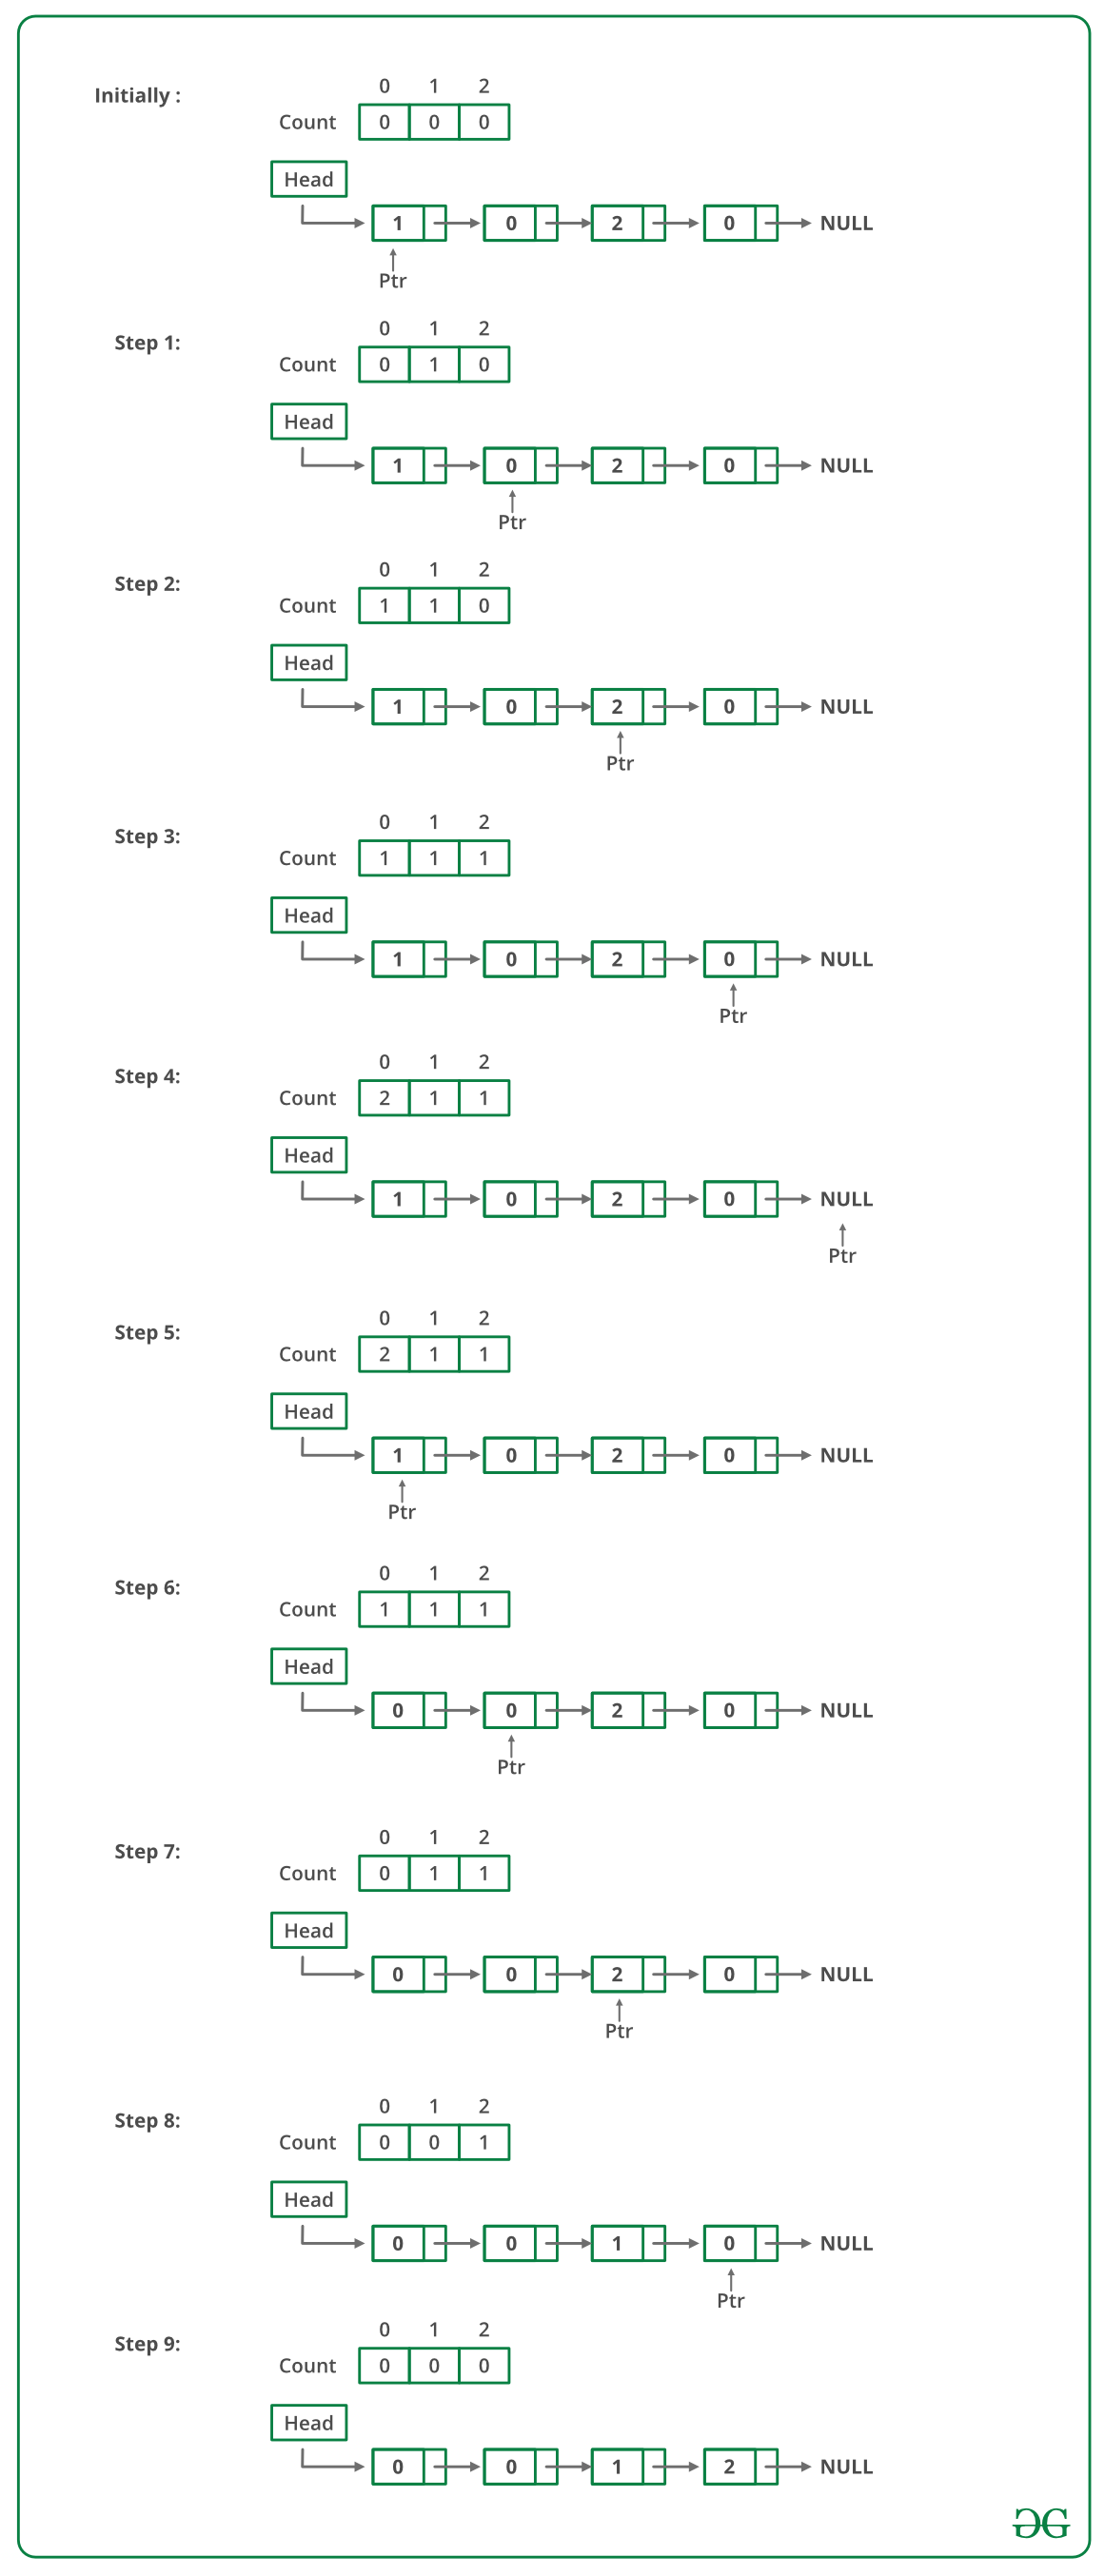 0 1 2
Initially :
Count 0 0 0
Head
1 0 2 0 NULL
Ptr
0 1 2
Step 1:
Count 0 1 0
Head
1 0 2 0 NULL
Ptr
0 1 2
Step 2:
Count 1 1 0
Head
1 0 2 0 NULL
Ptr
0 1 2
Step 3:
Count 1 1 1
Head
1 0 2 0 NULL
Ptr
0 1 2
Step 4:
Count 2 1 1
Head
1 0 2 0 NULL
Ptr
0 1 2
Step 5:
Count 2 1 1
Head
1 0 2 0 NULL
Ptr
0 1 2
Step 6:
Count 1 1 1
Head
0 0 2 0 NULL
Ptr
0 1 2
Step 7:
Count 0 1 1
Head
0 0 2 0 NULL
Ptr
0 1 2
Step 8:
Count 0 0 1
Head
0 0 1 0 NULL
Ptr
0 1 2
Step 9:
Count 0 0 0
Head
0 0 1 2 NULL